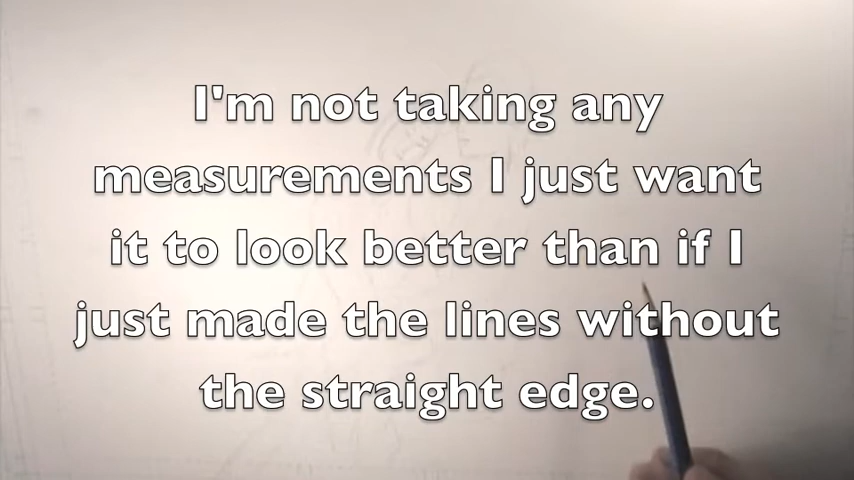 I'm not taking any
measurements I just want
it to look better than if I
just made the lines without
the straight edge.